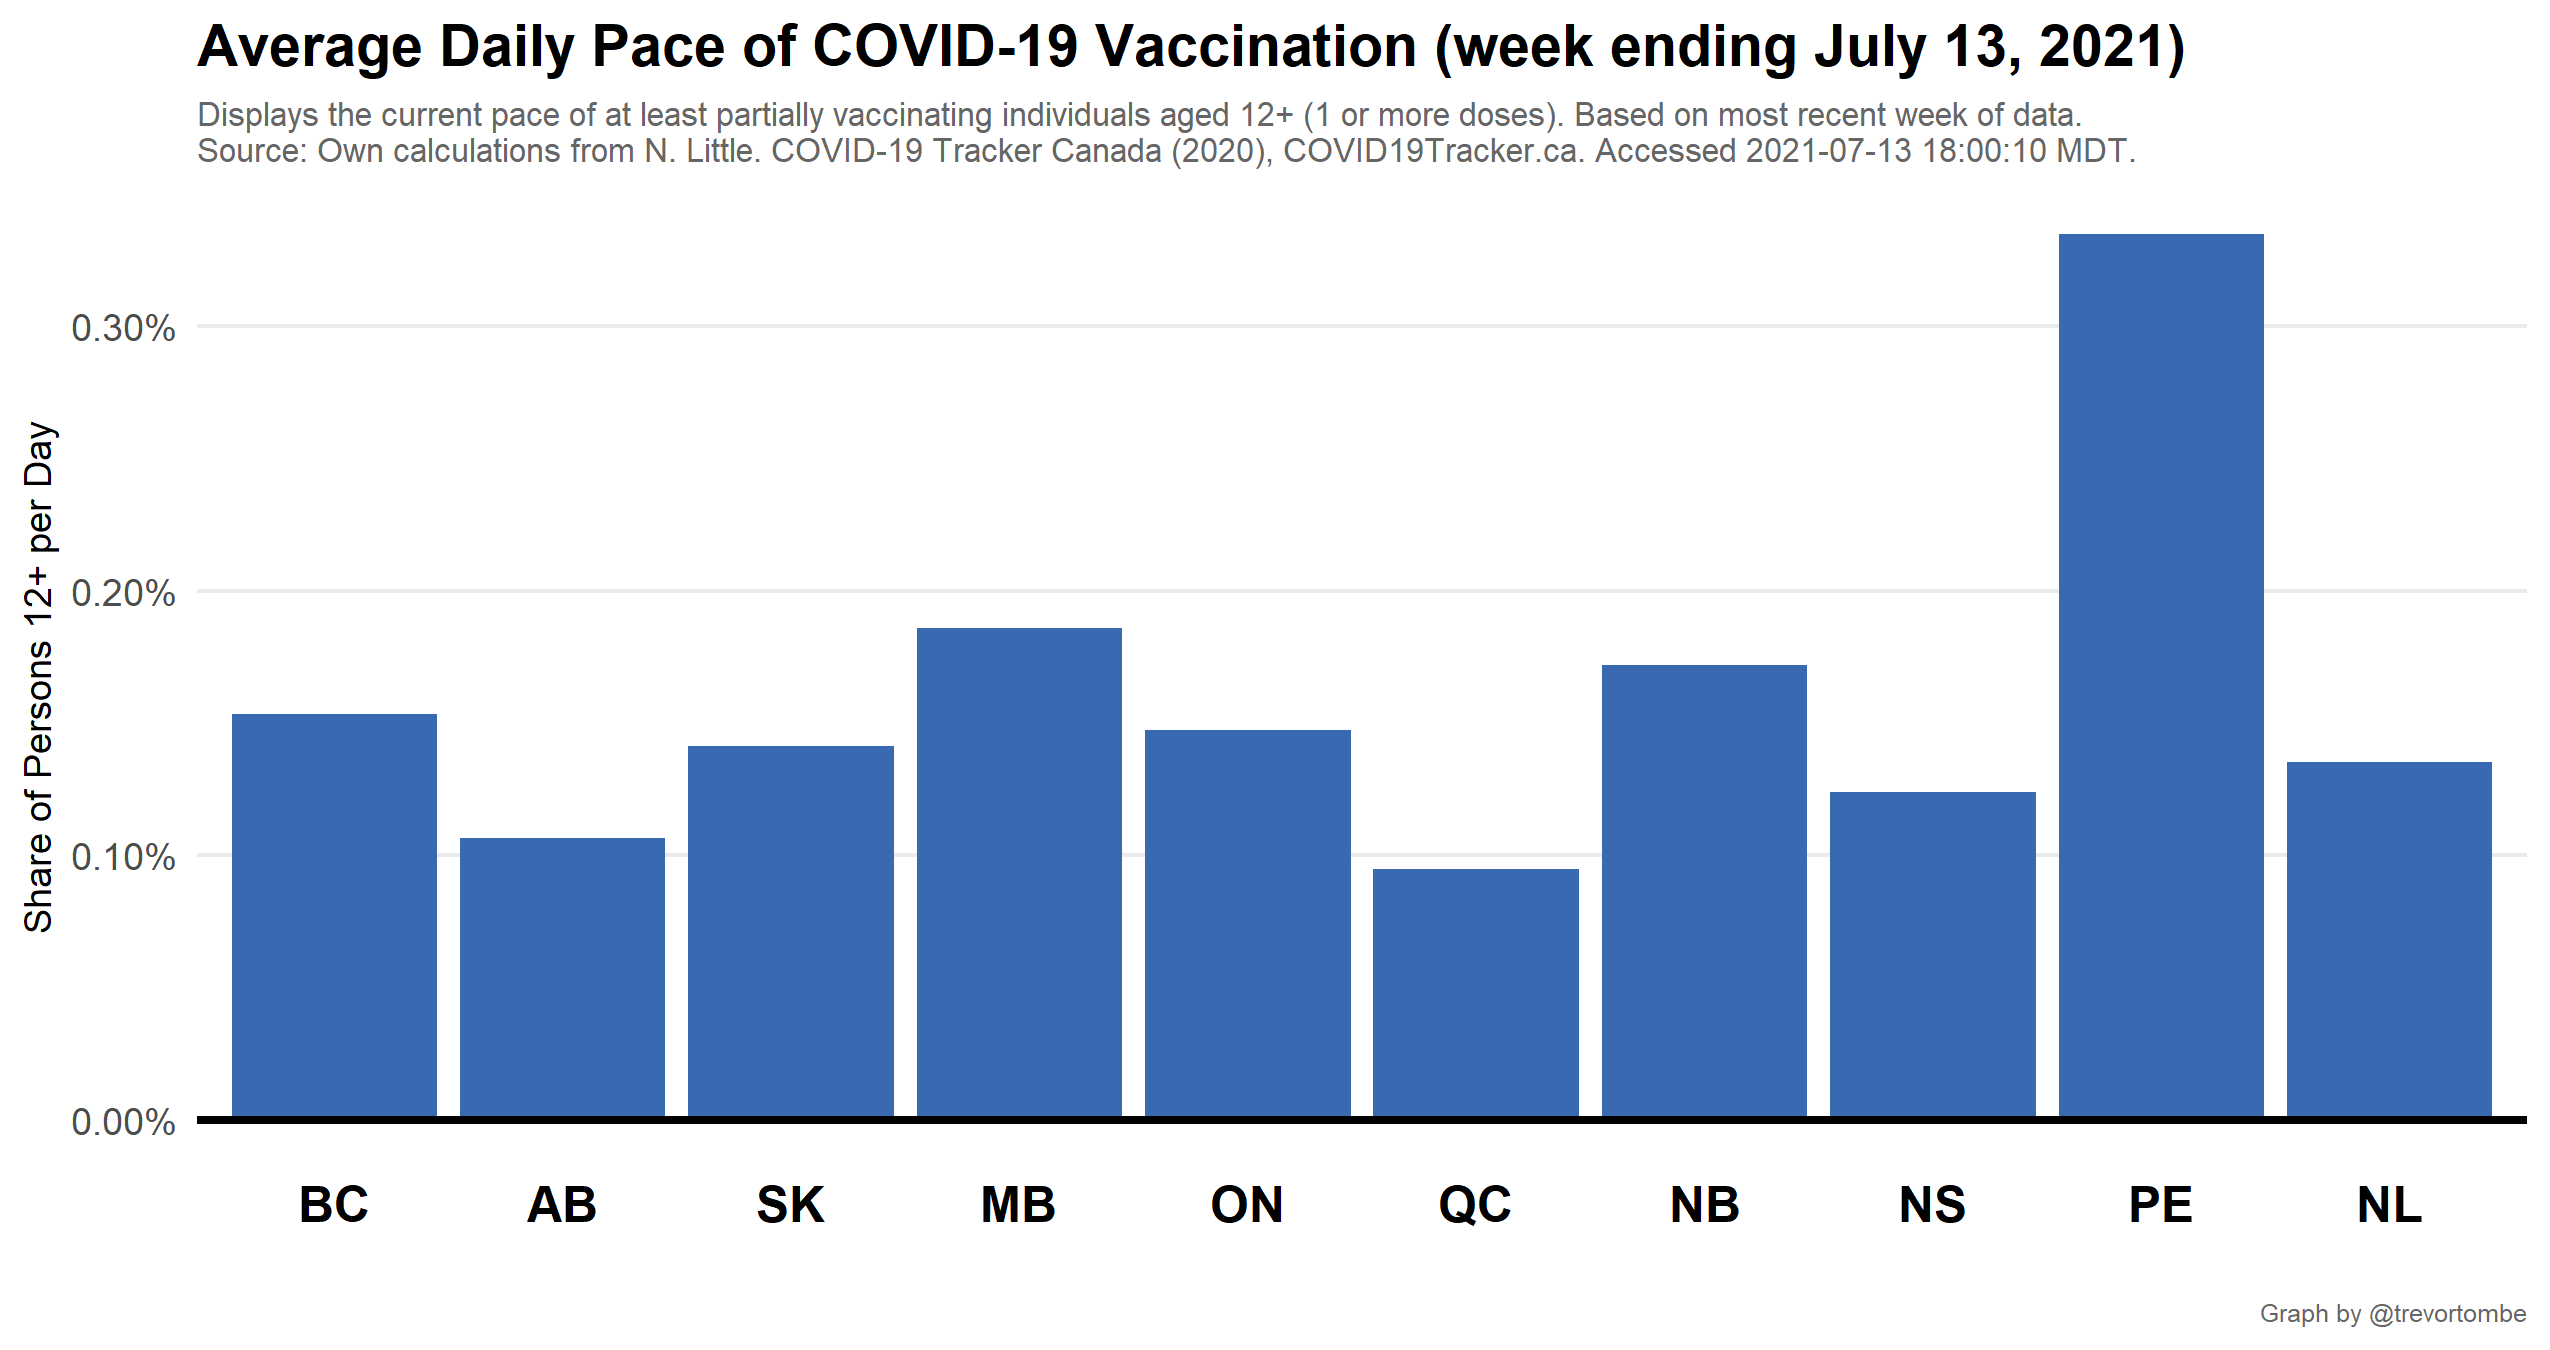 Average Daily Pace of COVID-19 Vaccination (week ending July 13, 2021)
Displays the current pace of at least partially vaccinating individuals aged 12+ (1 or more doses). Based on most recent week of data.
Source: Own calculations from N. Little. COVID-19 Tracker Canada (2020), COVID19Tracker.ca. Accessed 2021-07-13 18:00:10 MDT.
Share of Persons 12+ per Day
0.30%
0.20%
0.10%
0.00%
BC AB SK MB ON QC NB NS PE NL
Graph by @trevortombe